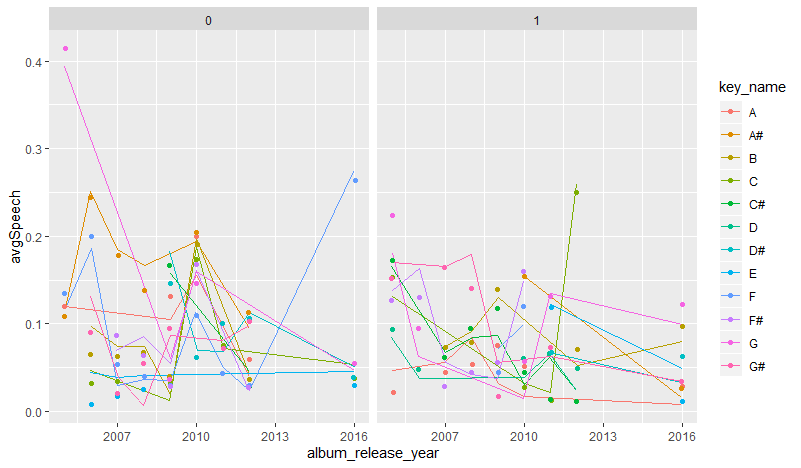 0
1
avgSpeech
0.4
0.3
0.2
0.1
0.0
2007
2010
2013
2016
2007
2010
2013
2016
album_release_year
key_name
A
A#
B
C
C#
D
D#
E
F
F#
G
G#